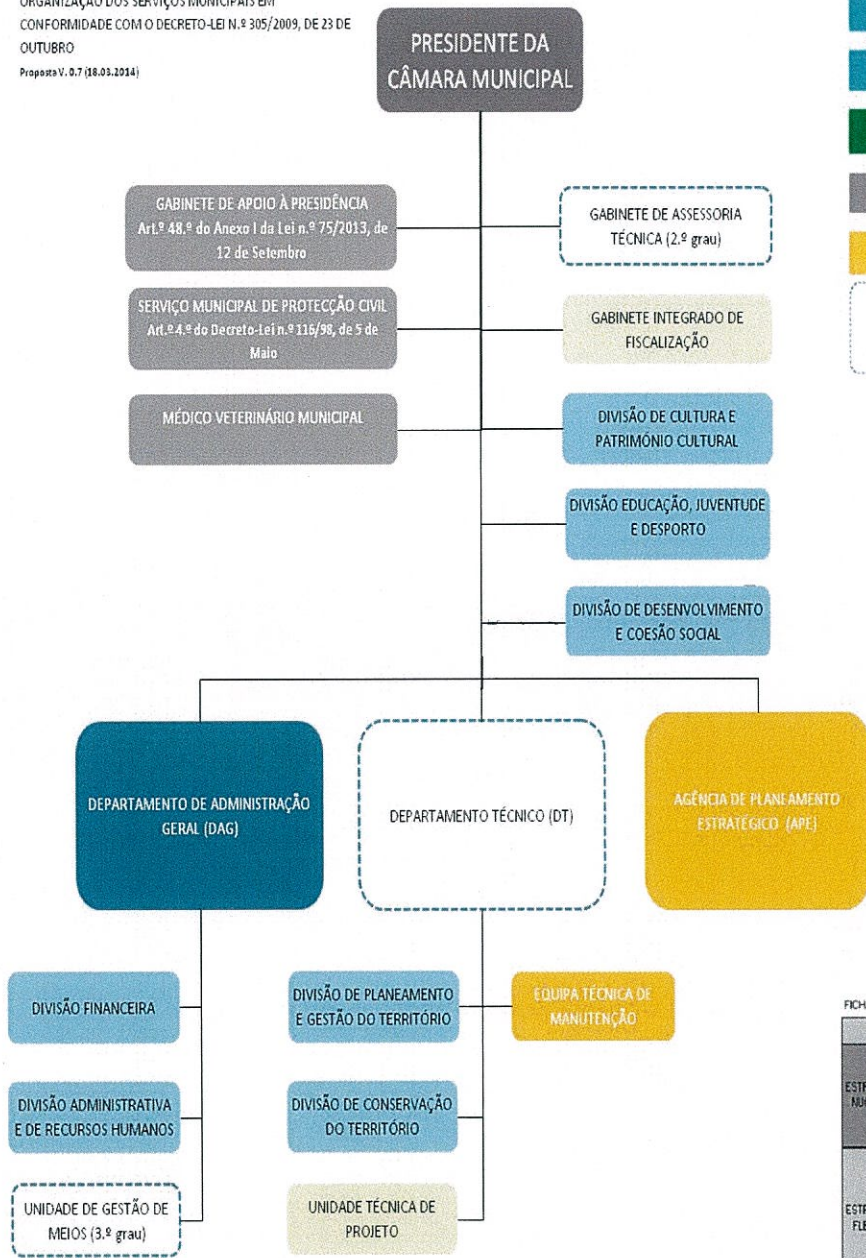 ORGANIZAÇÃO DOS SERVIÇOS MUNICIPAIS EM
CONFORMIDADE COM O DECRETO-LEI N.º 305/2009, DE 23 DE
OUTUBRO
Proposta V. 0.7 (18.03.2014)
PRESIDENTE DA
CÂMARA MUNICIPAL
GABINETE DE APOIO À PRESIDÊNCIA
Art.º 48.º do Anexo I da Lei n.º 75/2013, de
12 de Setembro
GABINETE DE ASSESSORIA
TÉCNICA (2.º grau)
SERVIÇO MUNICIPAL DE PROTECÇÃO CIVIL
Art.º 4.º do Decreto-Lei n.º 116/98, de 5 de
Maio
GABINETE INTEGRADO DE
FISCALIZAÇÃO
MÉDICO VETERINÁRIO MUNICIPAL
DIVISÃO DE CULTURA E
PATRIMÓNIO CULTURAL
DIVISÃO EDUCAÇÃO, JUVENTUDE
E DESPORTO
DIVISÃO DE DESENVOLVIMENTO
E COESÃO SOCIAL
DEPARTAMENTO DE ADMINISTRAÇÃO
GERAL (DAG)
DEPARTAMENTO TÉCNICO (DT)
AGÊNCIA DE PLANEAMENTO
ESTRATÉGICO (APE)
DIVISÃO FINANCEIRA
DIVISÃO DE PLANEAMENTO
E GESTÃO DO TERRITÓRIO
EQUIPA TÉCNICA DE
MANUTENÇÃO
DIVISÃO ADMINISTRATIVA
E DE RECURSOS HUMANOS
DIVISÃO DE CONSERVAÇÃO
DO TERRITÓRIO
UNIDADE DE GESTÃO DE
MEIOS (3.º grau)
UNIDADE TÉCNICA DE
PROJETO
FICH
ESTR
NU
ESTR
FLE